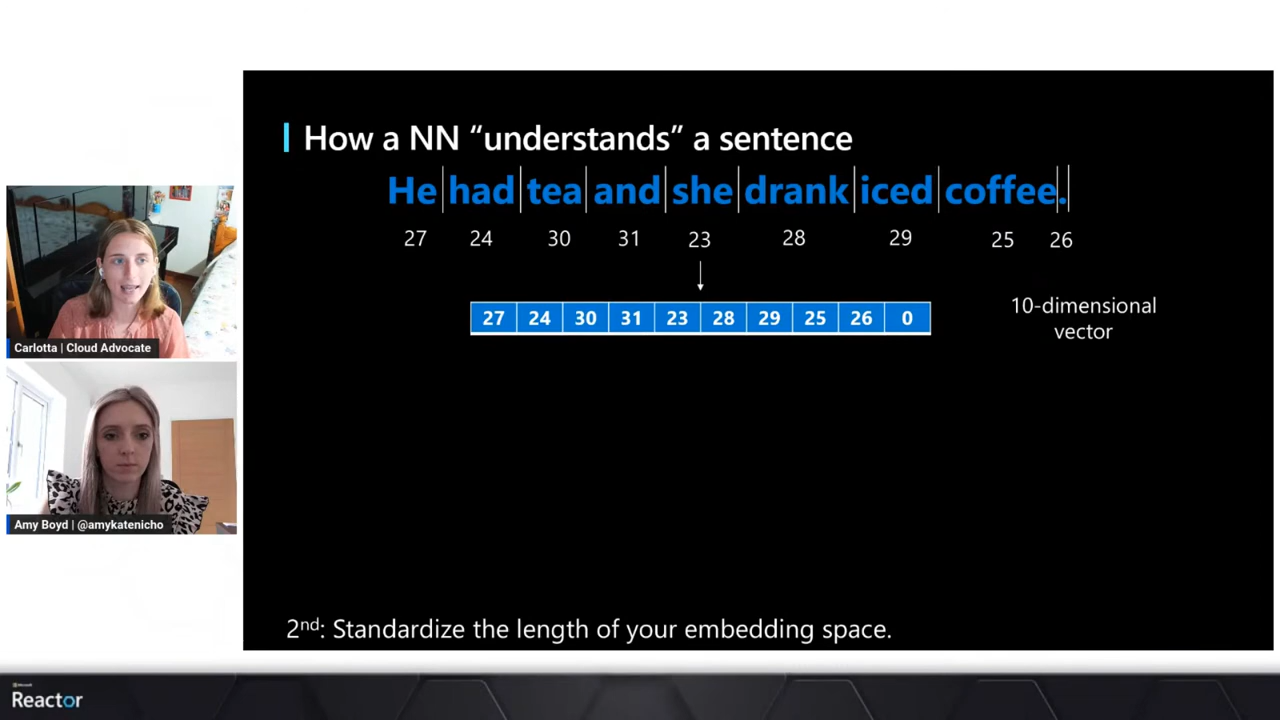 How a NN “understands” a sentence
He had tea and she drank iced coffee.
27 24 30 31 23 28 29 25 26
27 24 30 31 23 28 29 25 26 0
10-dimensional
vector
Carlotta | Cloud Advocate
Amy Boyd | @amykatenicho
2nd: Standardize the length of your embedding space.
Microsoft
Reactor